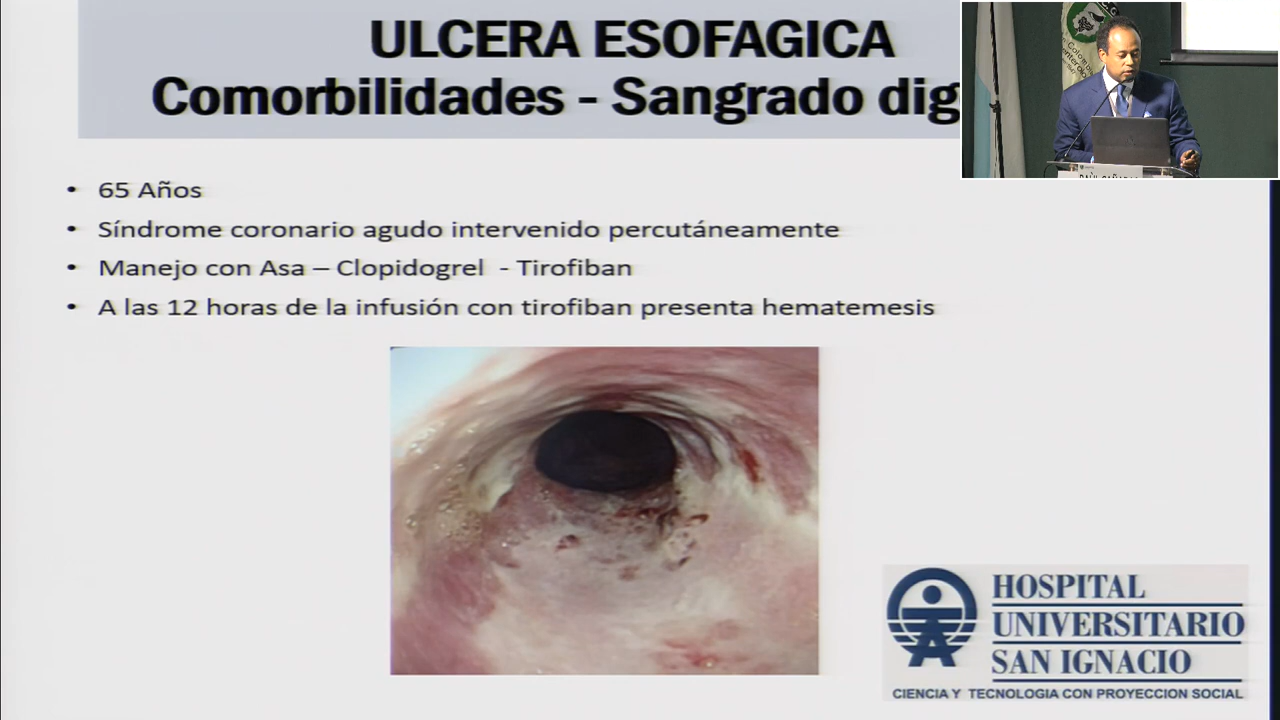 ULCERA ESOFAGICA
Comorbilidades - Sangrado dig
• 65 Años
• Síndrome coronario agudo intervenido percutáneamente
• Manejo con Asa – Clopidogrel - Tirofiban
• A las 12 horas de la infusión con tirofiban presenta hematemesis
HOSPITAL
UNIVERSITARIO
SAN IGNACIO
CIENCIA Y TECNOLOGIA CON PROYECCION SOCIAL